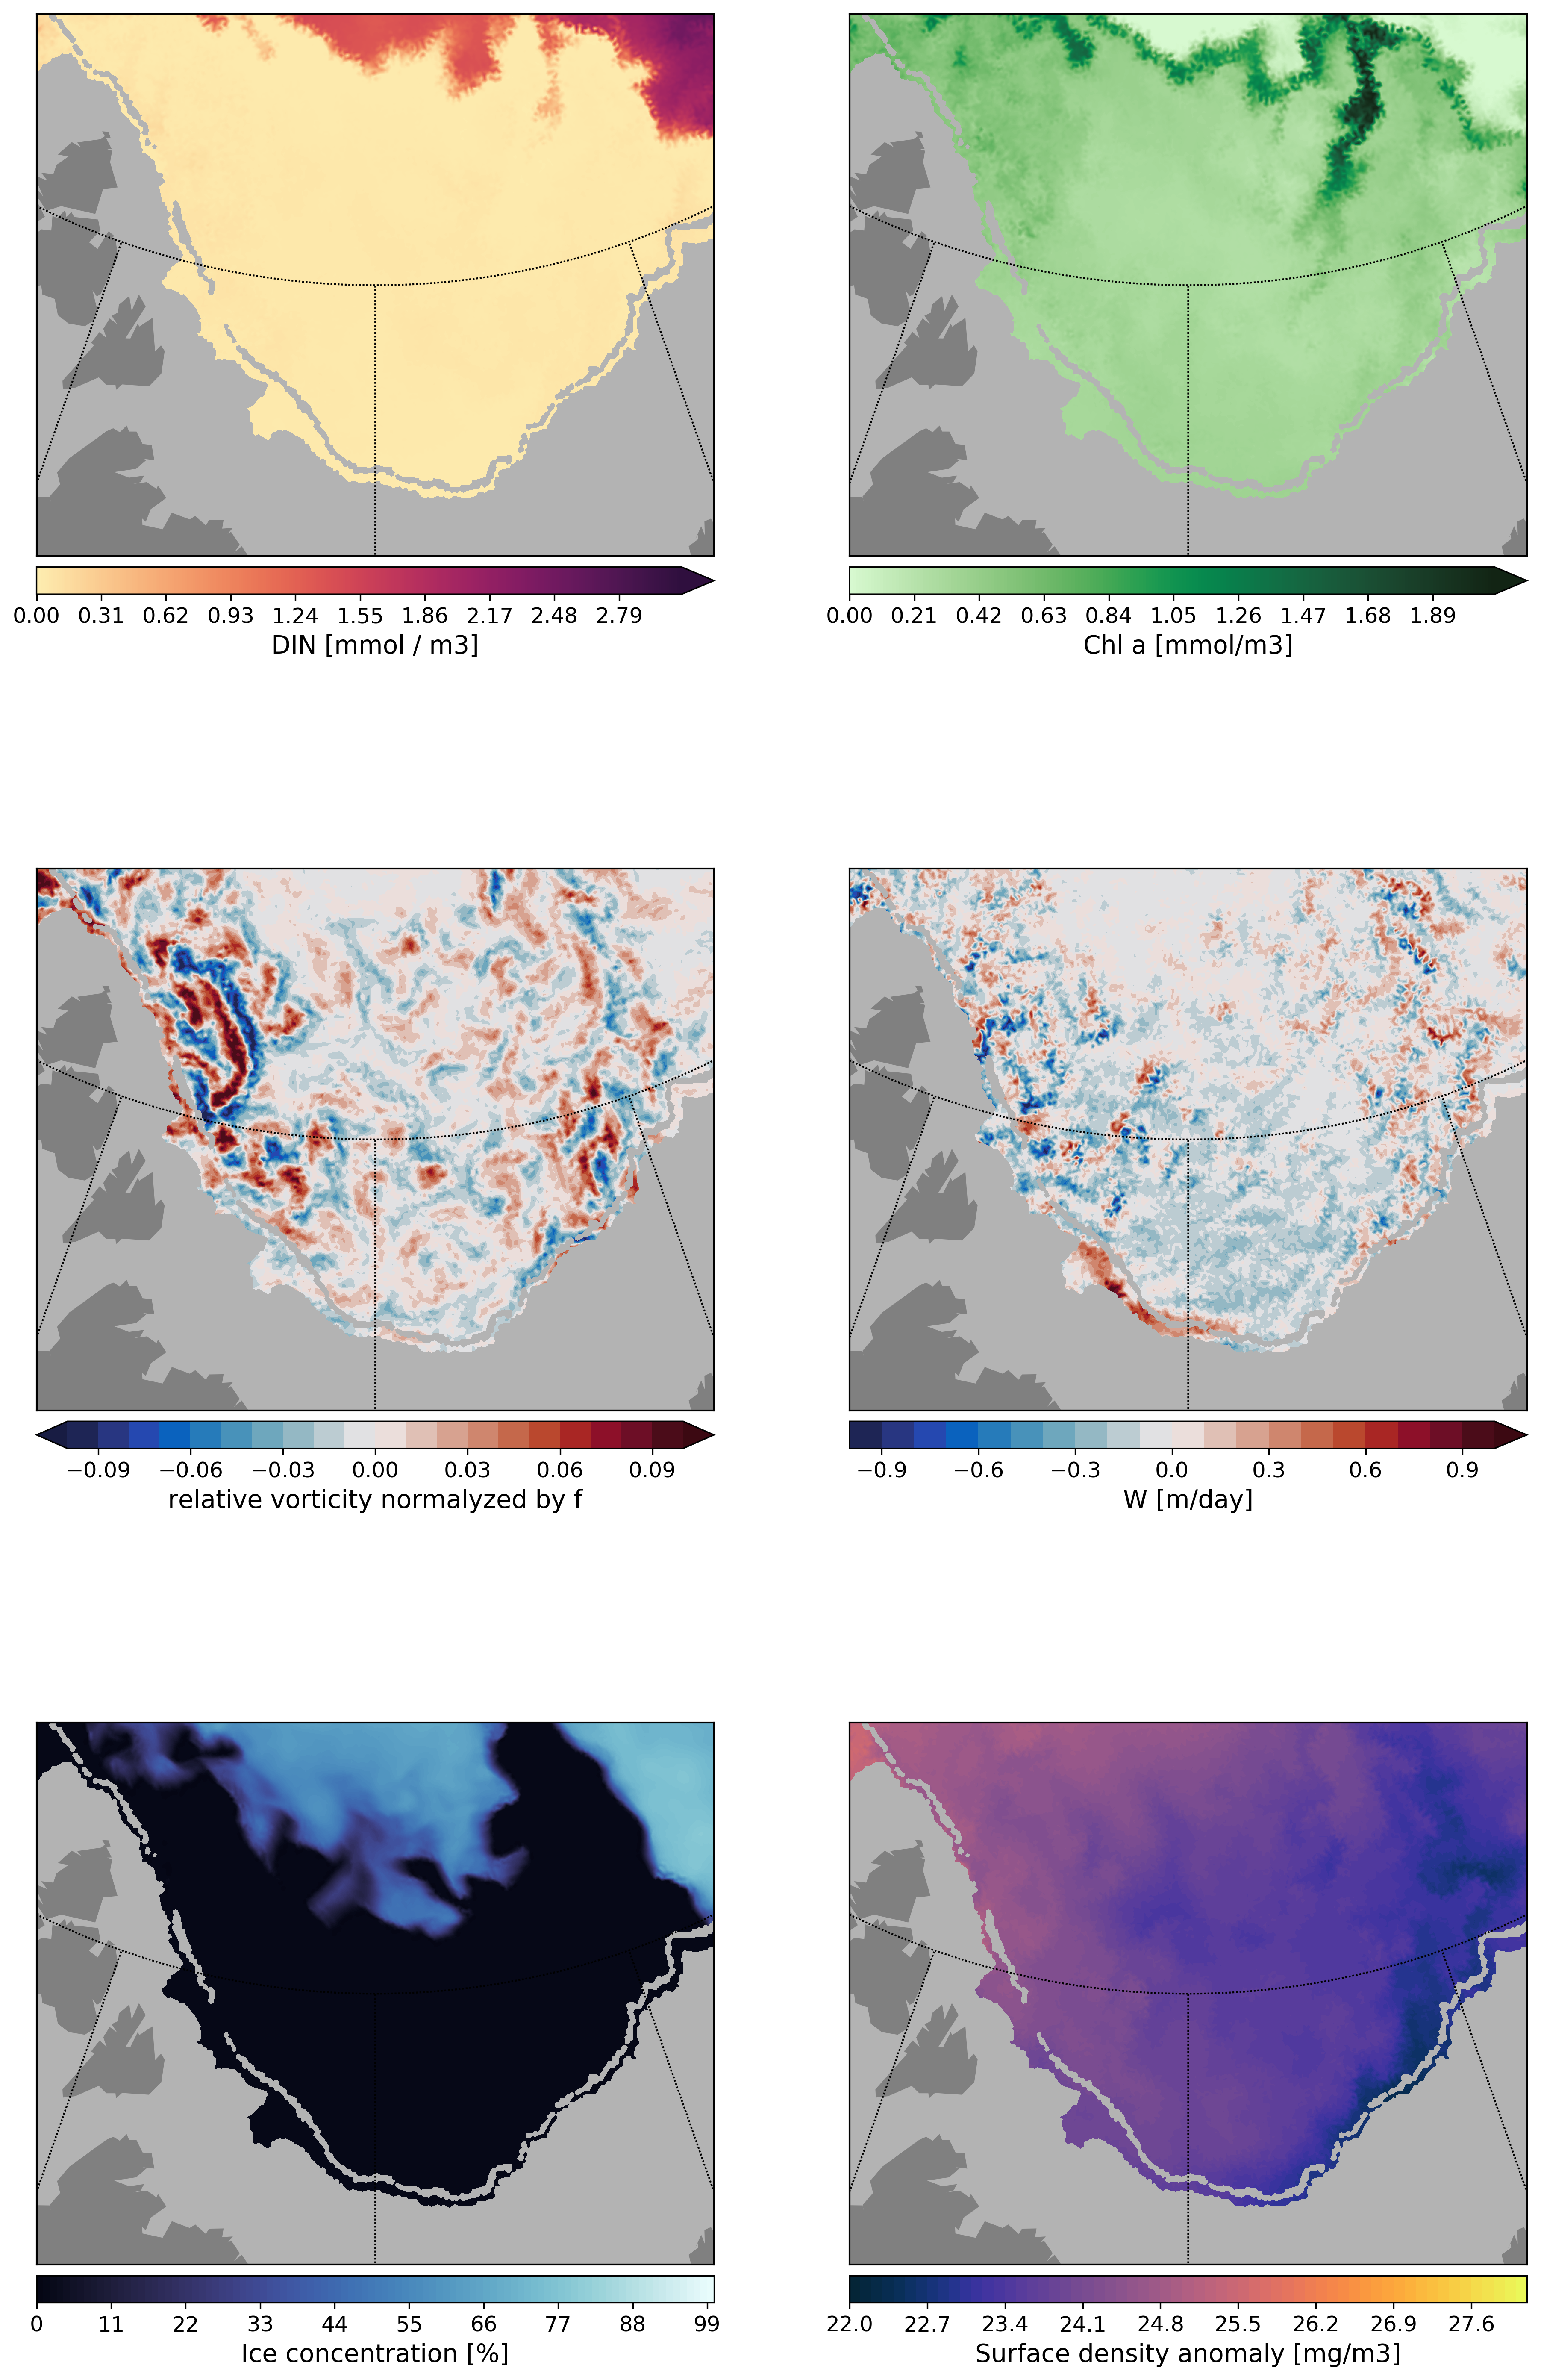 0.00 0.31 0.62 0.93 1.24 1.55 1.86 2.17 2.48 2.79
DIN [mmol / m3]
0.00 0.21 0.42 0.63 0.84 1.05 1.26 1.47 1.68 1.89
Chl a [mmol/m3]
−0.09 −0.06 −0.03 0.00 0.03 0.06 0.09
relative vorticity normalyzed by f
−0.9 −0.6 −0.3 0.0 0.3 0.6 0.9
W [m/day]
0 11 22 33 44 55 66 77 88 99
Ice concentration [%]
22.0 22.7 23.4 24.1 24.8 25.5 26.2 26.9 27.6
Surface density anomaly [mg/m3]